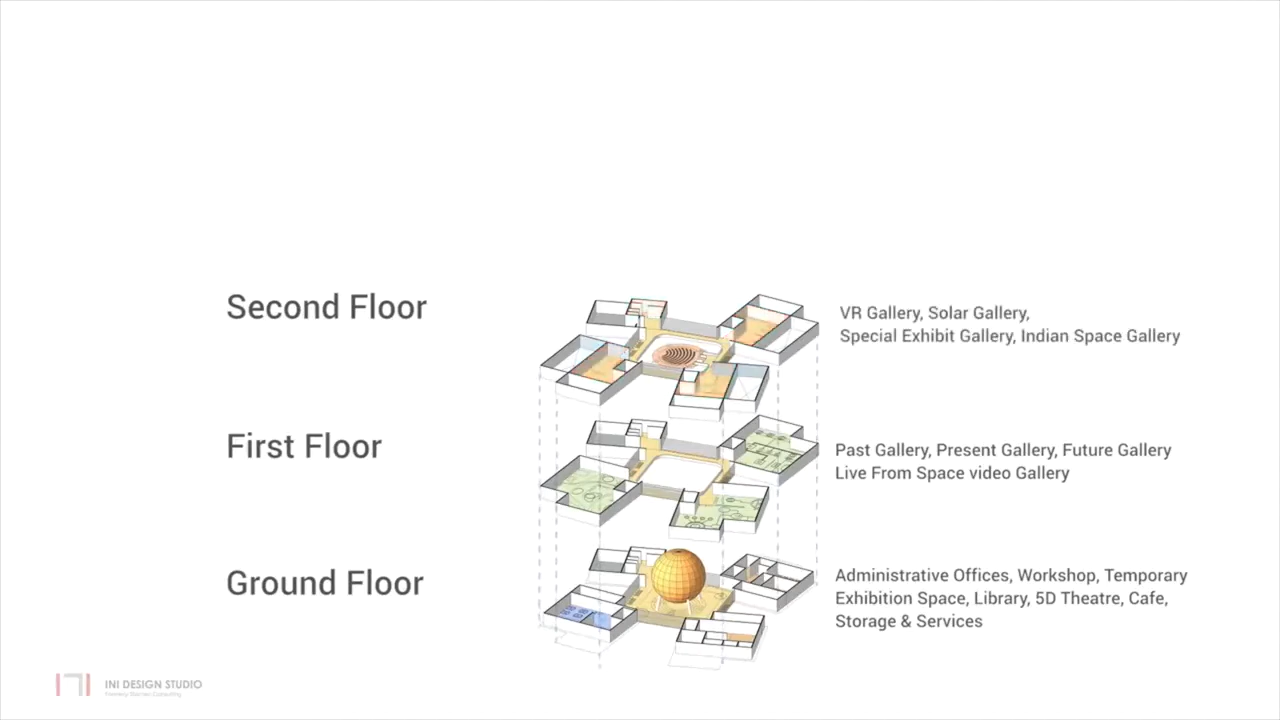 Second Floor
VR Gallery, Solar Gallery,
Special Exhibit Gallery, Indian Space Gallery
First Floor
Past Gallery, Present Gallery, Future Gallery
Live From Space video Gallery
Ground Floor
Administrative Offices, Workshop, Temporary
Exhibition Space, Library, 5D Theatre, Cafe,
Storage & Services
INI DESIGN STUDIO